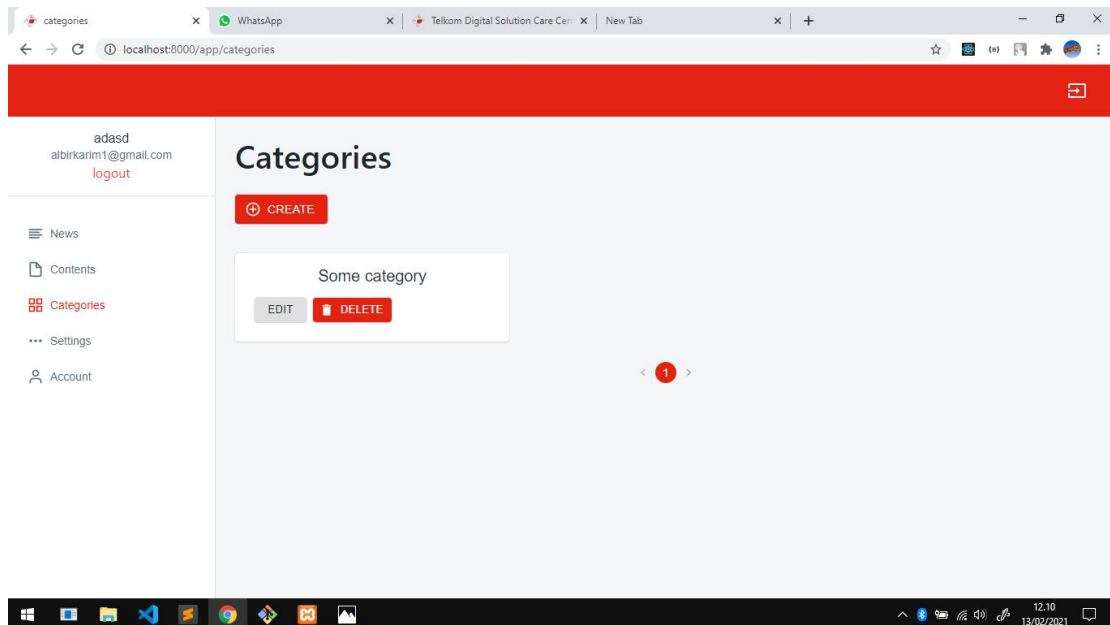 categories
WhatsApp
Telkom Digital Solution Care Cen
New Tab
localhost:8000/app/categories
adasd
albirkarim1@gmail.com
logout
Categories
CREATE
News
Contents
Categories
Settings
Account
Some category
EDIT
DELETE
1
12.10
13/02/2021